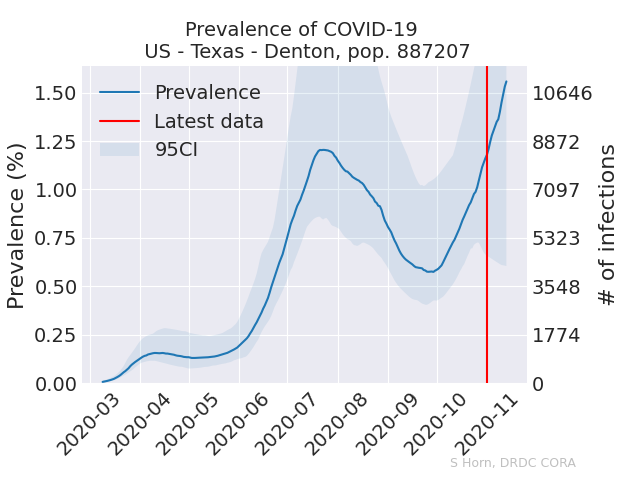 Prevalence of COVID-19
US - Texas - Denton, pop. 887207
Prevalence (%)
1.50
1.25
1.00
0.75
0.50
0.25
0.00
Prevalence
Latest data
95CI
10646
8872
7097
5323
3548
1774
0
# of infections
2020-03
2020-04
2020-05
2020-06
2020-07
2020-08
2020-09
2020-10
2020-11
S Horn, DRDC CORA